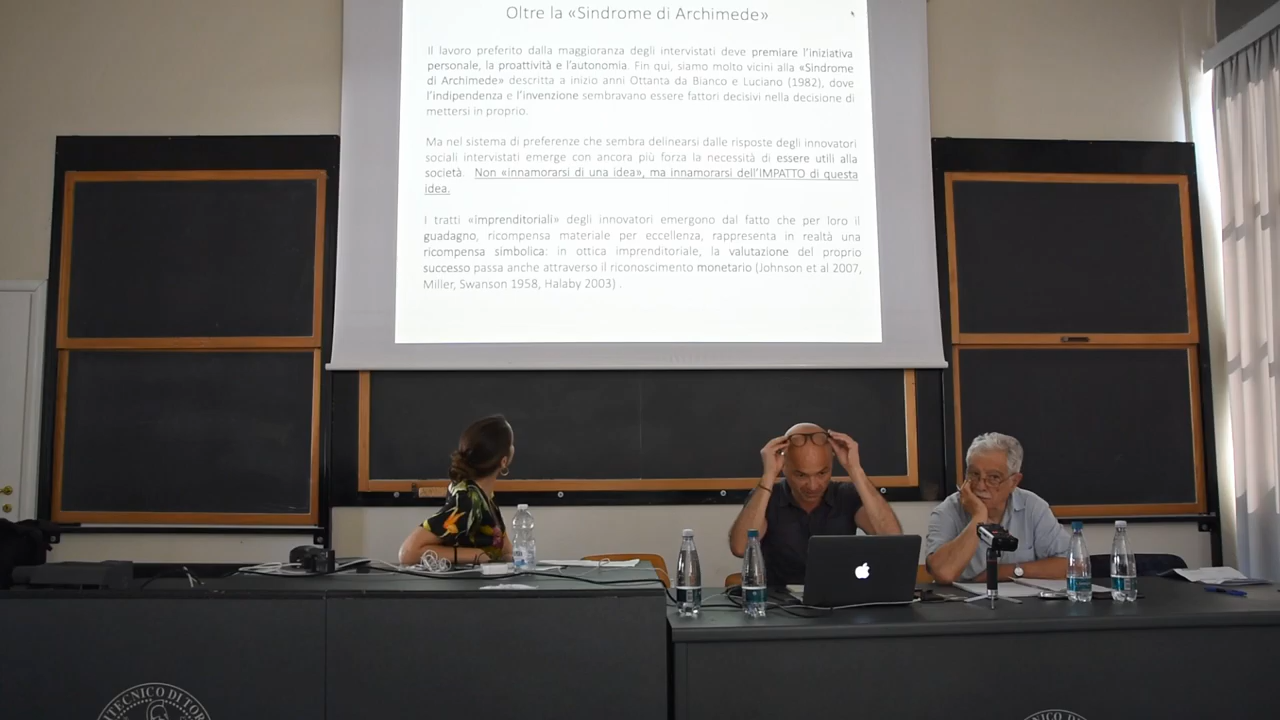 Oltre la «Sindrome di Archimede»
Il lavoro preferito dalla maggioranza degli intervistati deve premiare l'iniziativa
personale, la proattività e l'autonomia. Fin qui, siamo molto vicini alla «Sindrome
di Archimede» descritta a inizio anni Ottanta da Bianco e Luciano (1982), dove
l'indipendenza e l'invenzione sembravano essere fattori decisivi nella decisione di
mettersi in proprio.
Ma nel sistema di preferenze che sembra delinearsi dalle risposte degli innovatori
sociali intervistati emerge con ancora più forza la necessità di essere utili alla
società. Non «innamorarsi di una idea», ma innamorarsi dell'IMPATTO di questa
idea.
I tratti «imprenditoriali» degli innovatori emergono dal fatto che per loro il
guadagno, ricompensa materiale per eccellenza, rappresenta in realtà una
ricompensa simbolica: in ottica imprenditoriale, la valutazione del proprio
successo passa anche attraverso il riconoscimento monetario (Johnson et al 2007,
Miller, Swanson 1958, Halaby 2003) .
ITECNICO DI TOR